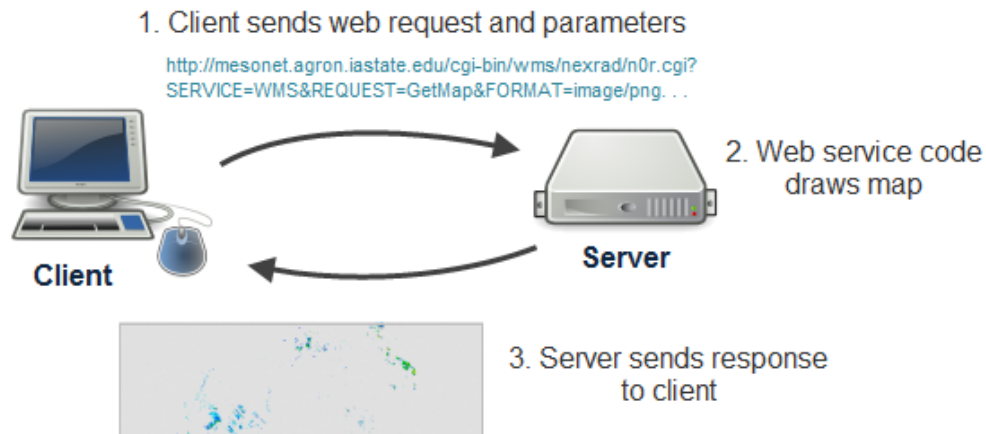 1. Client sends web request and parameters
http://mesonet.agron.iastate.edu/cgi-bin/wms/nexrad/n0r.cgi?
SERVICE=WMS&REQUEST=GetMap&FORMAT=image/png. . .
2. Web service code
draws map
Client
Server
3. Server sends response
to client